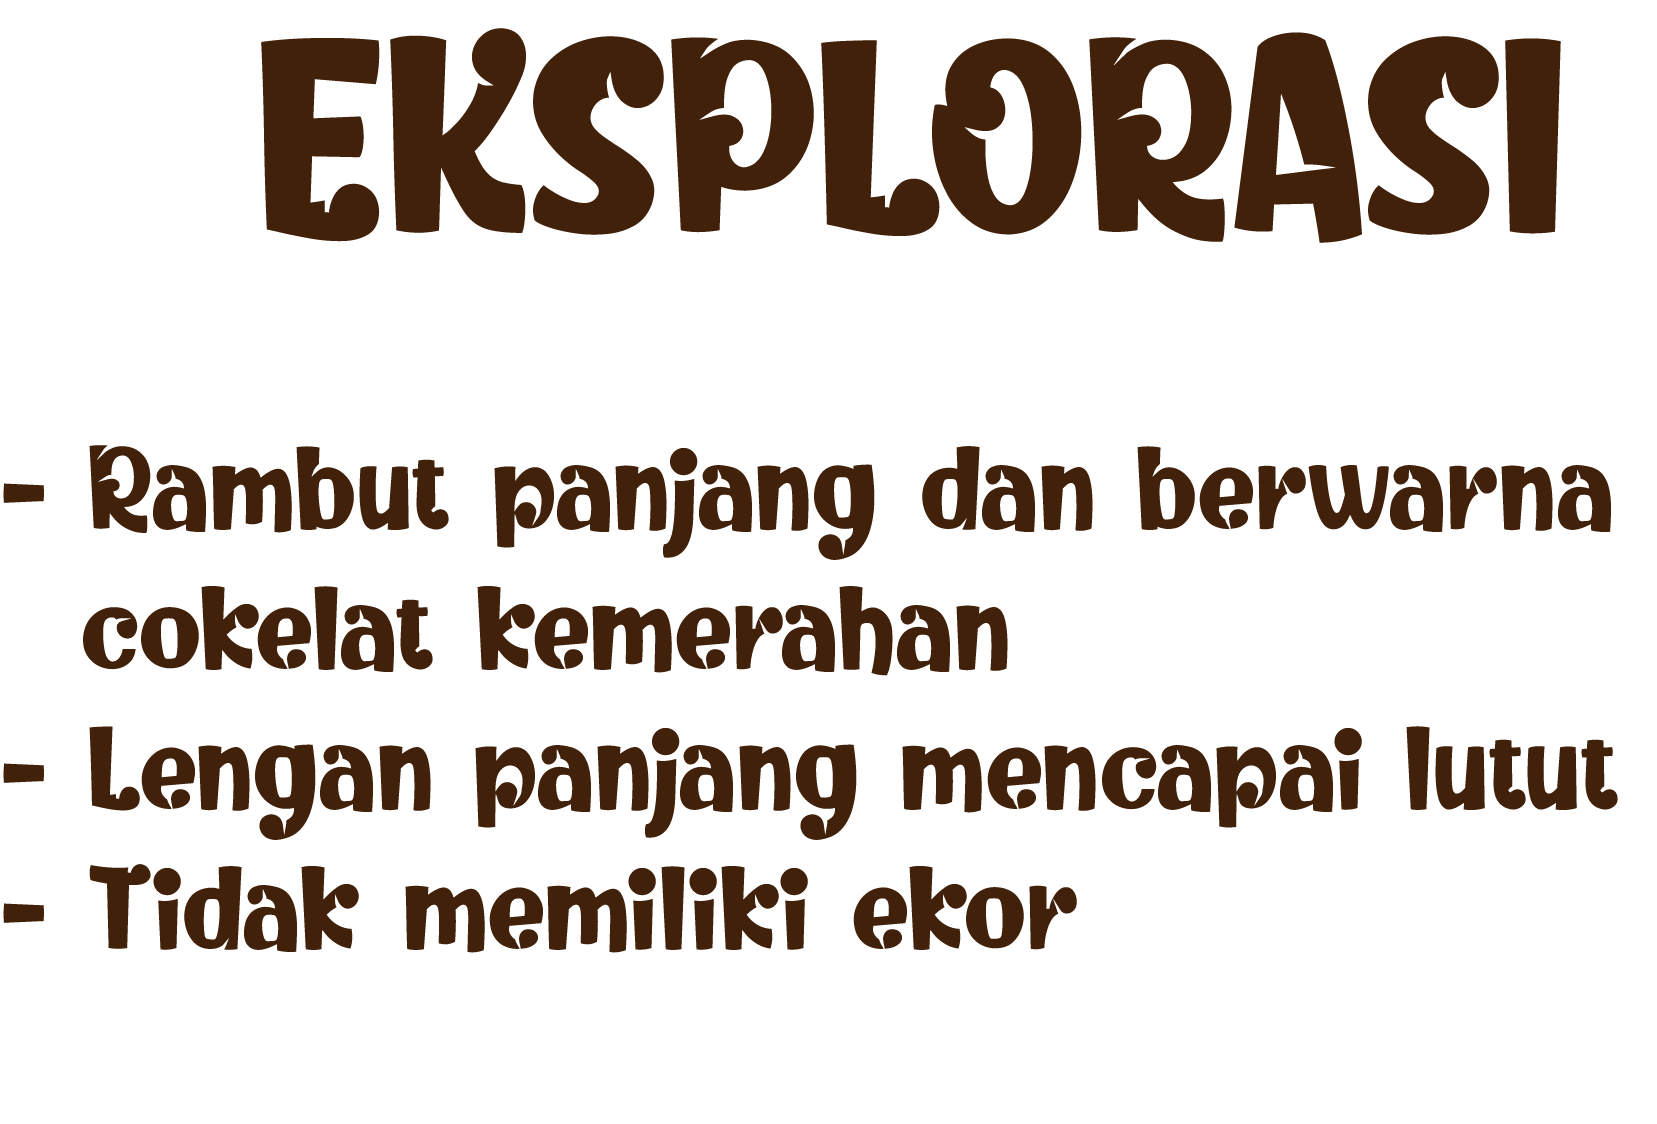 EKSPLORASI
- Rambut panjang dan berwarna
cokelat kemerahan
- Lengan panjang mencapai lutut
- Tidak memiliki ekor